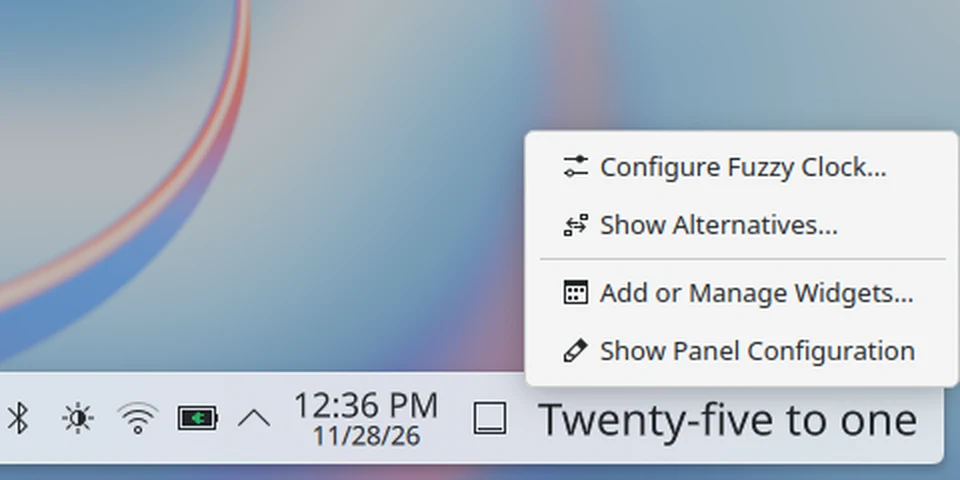 Configure Fuzzy Clock...
Show Alternatives...
Add or Manage Widgets...
Show Panel Configuration
12:36 PM
11/28/26
Twenty-five to one